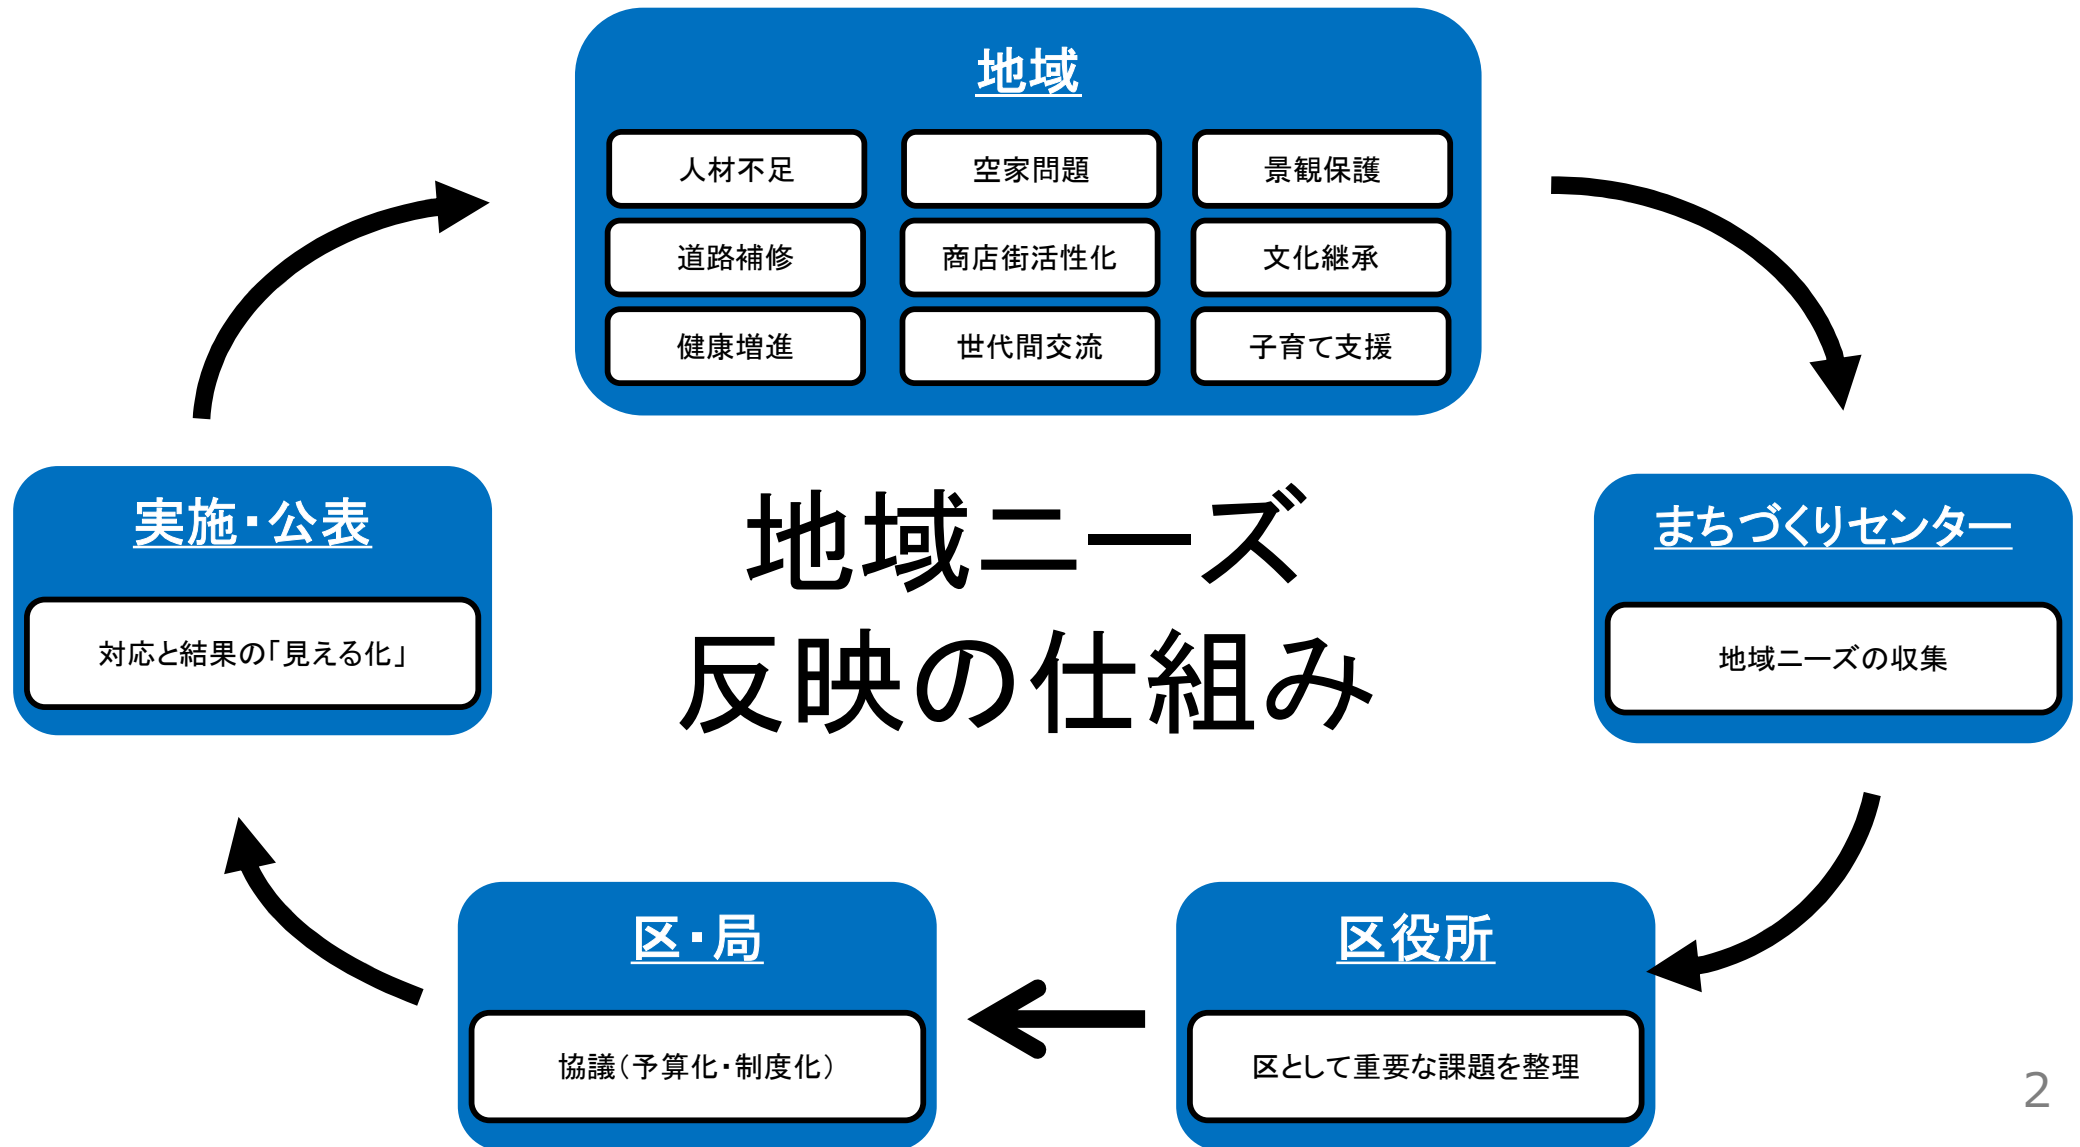 地域
人材不足
空家問題
景観保護
道路補修
商店街活性化
文化継承
健康増進
世代間交流
子育て支援
実施・公表
対応と結果の「見える化」
地域ニーズ
反映の仕組み
まちづくりセンター
地域ニーズの収集
区・局
協議(予算化・制度化)
区役所
区として重要な課題を整理
2